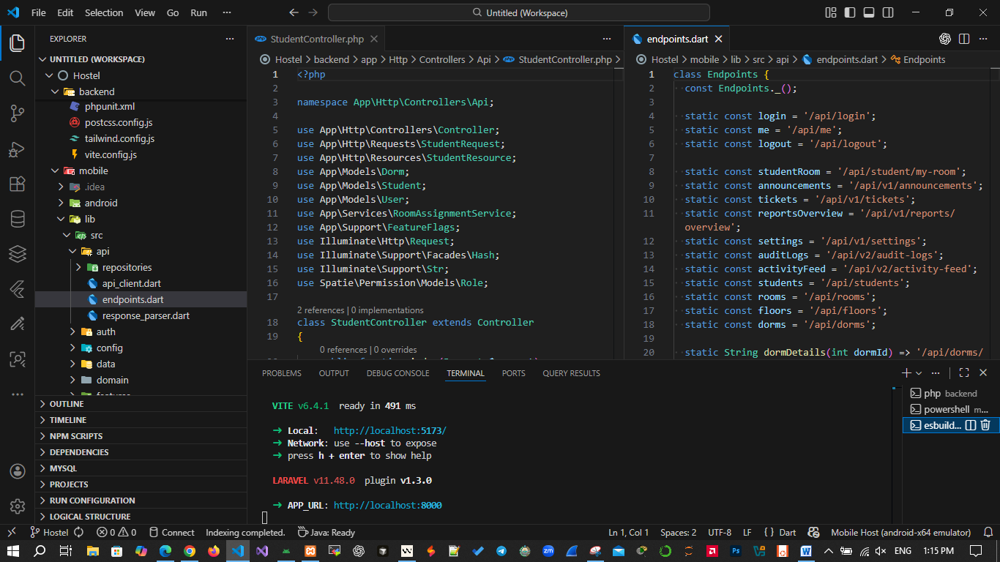 File Edit Selection View Go Run ···
Untitled (Workspace)
EXPLORER
UNTITLED (WORKSPACE)
Hostel
backend
phpunit.xml
postcss.config.js
tailwind.config.js
vite.config.js
mobile
.idea
android
lib
src
api
repositories
api_client.dart
endpoints.dart
response_parser.dart
auth
config
data
domain
features
OUTLINE
TIMELINE
NPM SCRIPTS
DEPENDENCIES
MYSQL
PROJECTS
RUN CONFIGURATION
LOGICAL STRUCTURE
StudentController.php
Hostel > backend > app > Http > Controllers > Api > StudentController.php >
1 <?php
2
3 namespace App\Http\Controllers\Api;
4
5 use App\Http\Controllers\Controller;
6 use App\Http\Requests\StudentRequest;
7 use App\Http\Resources\StudentResource;
8 use App\Models\Dorm;
9 use App\Models\Student;
10 use App\Models\User;
11 use App\Services\RoomAssignmentService;
12 use App\Support\FeatureFlags;
13 use Illuminate\Http\Request;
14 use Illuminate\Support\Facades\Hash;
15 use Illuminate\Support\Str;
16 use Spatie\Permission\Models\Role;
17
2 references | 0 implementations
18 class StudentController extends Controller
19 {
0 references | 0 overrides
endpoints.dart
Hostel > mobile > lib > src > api > endpoints.dart > Endpoints
1 class Endpoints {
2 const Endpoints._();
3
4 static const login = '/api/login';
5 static const me = '/api/me';
6 static const logout = '/api/logout';
7
8 static const studentRoom = '/api/student/my-room';
9 static const announcements = '/api/v1/announcements';
10 static const tickets = '/api/v1/tickets';
11 static const reportsOverview = '/api/v1/reports/
overview';
12 static const settings = '/api/v1/settings';
13 static const auditLogs = '/api/v2/audit-logs';
14 static const activityFeed = '/api/v2/activity-feed';
15 static const students = '/api/students';
16 static const rooms = '/api/rooms';
17 static const floors = '/api/floors';
18 static const dorms = '/api/dorms';
19
20 static String dormDetails(int dormId) => '/api/dorms/
PROBLEMS OUTPUT DEBUG CONSOLE TERMINAL PORTS QUERY RESULTS
VITE v6.4.1 ready in 491 ms
➜ Local: http://localhost:5173/
➜ Network: use --host to expose
➜ press h + enter to show help
LARAVEL v11.48.0 plugin v1.3.0
➜ APP_URL: http://localhost:8000
php backend
powershell m...
esbuild...
Hostel 0 0 Connect Indexing completed. Java: Ready
Ln 1, Col 1 Spaces: 2 UTF-8 LF { } Dart Mobile Host (android-x64 emulator)
ENG 1:15 PM